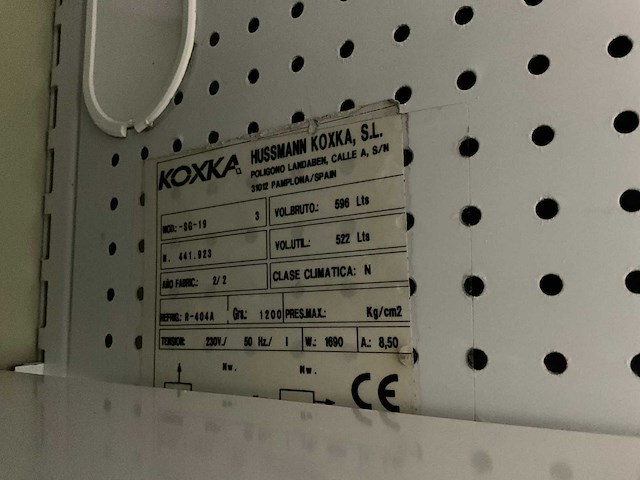 KOXKA
HUSSMANN KOXKA, S.L.
POLIGONO LANDABEN, CALLE A, S/N
31012 PAMPLONA/SPAIN
MOD.-SG-19 3 VOL.BRUTO.: 596 Lts
N. 441.923 VOL.UTIL: 522 Lts
AÑO FABRIC: 2/2 CLASE CLIMATICA: N
REFRIG.: R-404A Grs.: 1200 PRES.MAX.: Kg/cm2
TENSION: 230V./ 50 Hz/ I W.: 1690 A.: 8,50
Nw. Nw. CE